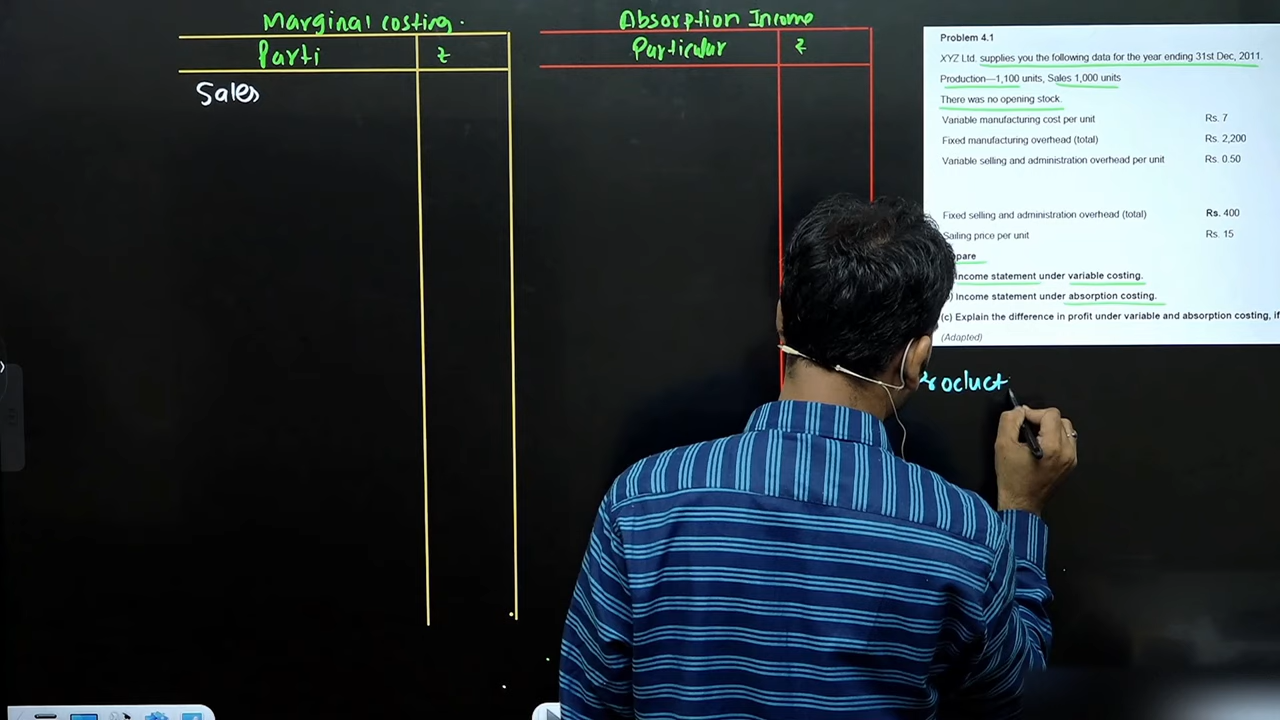 Marginal costing.
Parti ₹
Sales
Absorption Income
Particular ₹
Problem 4.1
XYZ Ltd. supplies you the following data for the year ending 31st Dec, 2011.
Production—1,100 units, Sales 1,000 units
There was no opening stock.
Variable manufacturing cost per unit Rs. 7
Fixed manufacturing overhead (total) Rs. 2,200
Variable selling and administration overhead per unit Rs. 0.50
Fixed selling and administration overhead (total) Rs. 400
Sailing price per unit Rs. 15
pare
Income statement under variable costing.
) Income statement under absorption costing.
(c) Explain the difference in profit under variable and absorption costing, if
(Adapted)
roduct